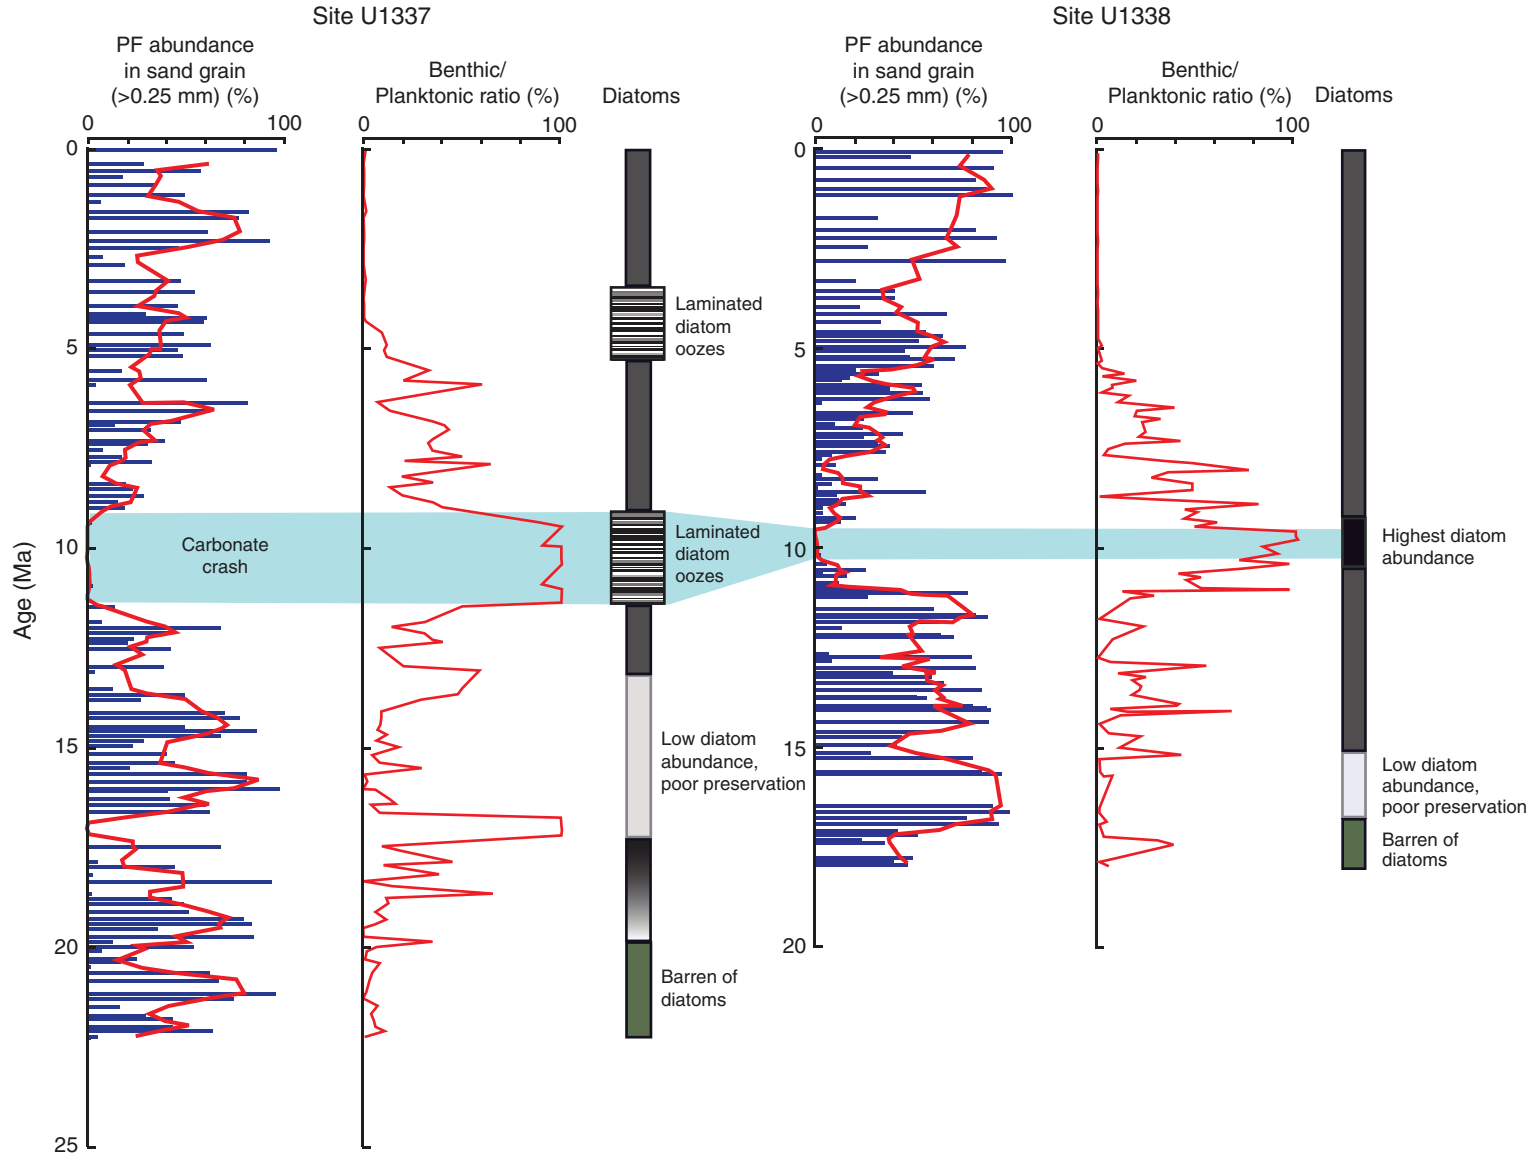 Site U1337
PF abundance
in sand grain
(>0.25 mm) (%)
Benthic/
Planktonic ratio (%)
Diatoms
0
100
0
100
0
5
10
15
20
25
Age (Ma)
Carbonate
crash
Laminated
diatom
oozes
Laminated
diatom
oozes
Low diatom
abundance,
poor preservation
Barren of
diatoms
Site U1338
PF abundance
in sand grain
(>0.25 mm) (%)
Benthic/
Planktonic ratio (%)
Diatoms
0
100
0
100
0
5
10
15
20
Highest diatom
abundance
Low diatom
abundance,
poor preservation
Barren of
diatoms